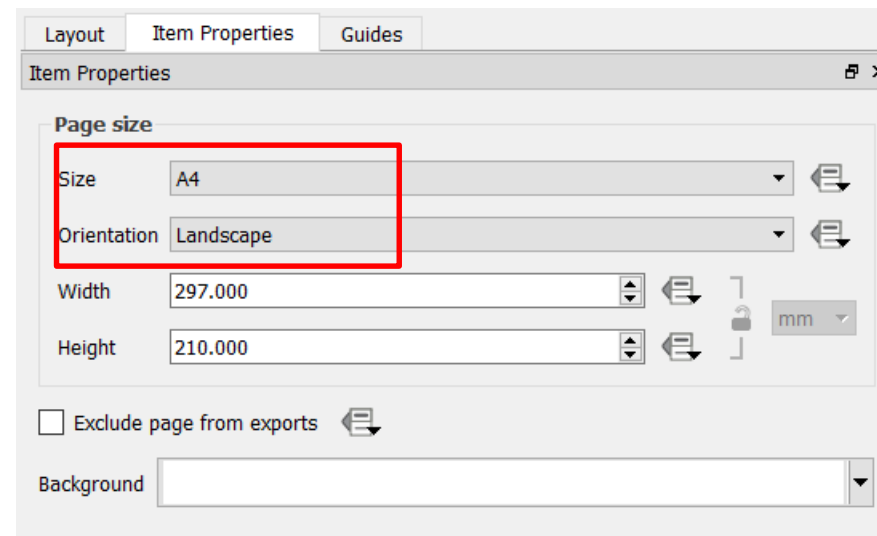 Layout Item Properties Guides
Item Properties
Page size
Size A4
Orientation Landscape
Width 297.000
mm
Height 210.000
Exclude page from exports
Background